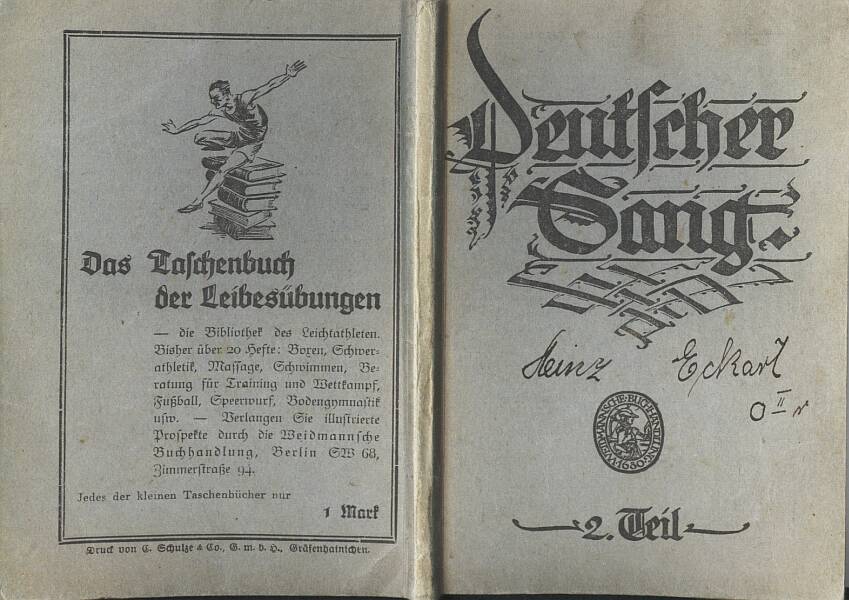 Das Taschenbuch
der Leibesübungen
— die Bibliothek des Leichtathleten.
Bisher über 20 Hefte: Boxen, Schwer-
athletik, Massage, Schwimmen, Be-
ratung für Training und Wettkampf,
Fußball, Speerwurf, Bodengymnastik
usw. — Verlangen Sie illustrierte
Prospekte durch die Weidmannsche
Buchhandlung, Berlin SW 68,
Zimmerstraße 94.
Jedes der kleinen Taschenbücher nur
1 Mark
Druck von C. Schulze & Co., G. m. b. H., Gräfenhainichen.
Deutscher
Sang
Heinz Eckart
O II r
WEIDMANNSCHE·BUCHHANDLUNG·1680
2. Teil